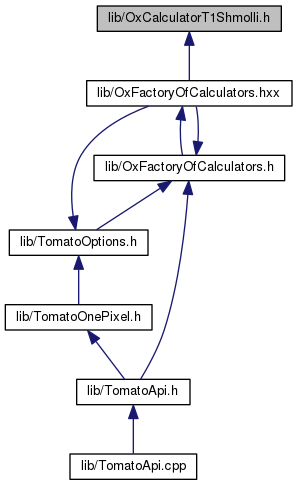 lib/OxCalculatorT1Shmolli.h
lib/OxFactoryOfCalculators.hxx
lib/OxFactoryOfCalculators.h
lib/TomatoOptions.h
lib/TomatoOnePixel.h
lib/TomatoApi.h
lib/TomatoApi.cpp